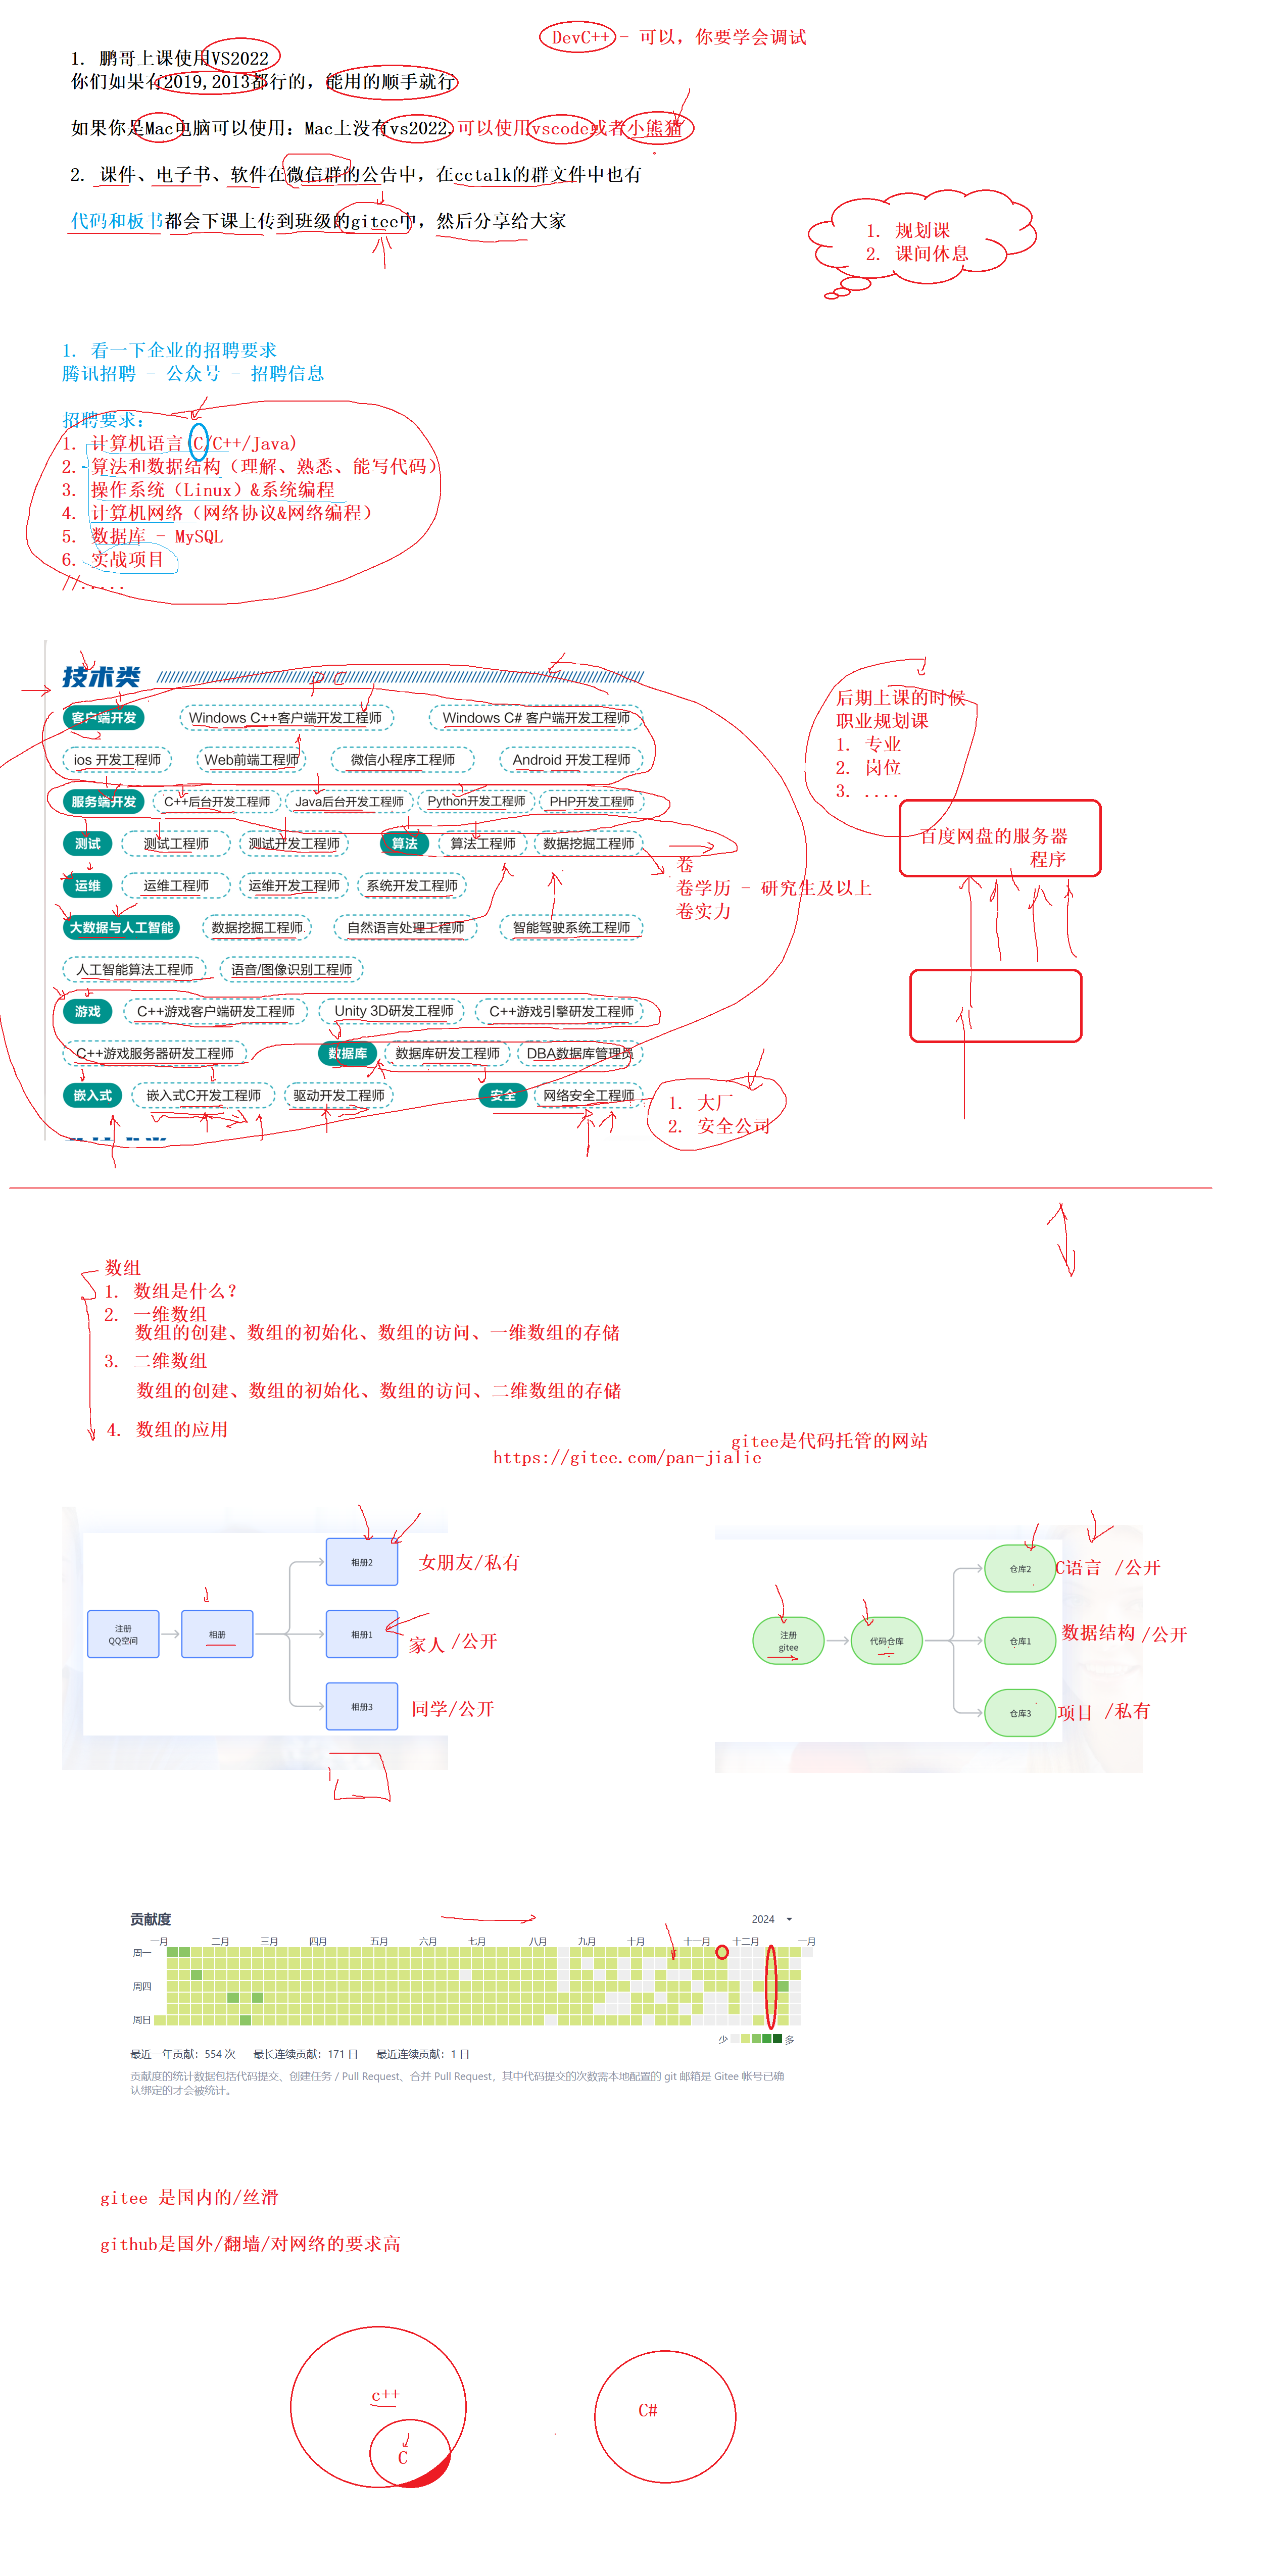 DevC++ - 可以，你要学会调试
1. 鹏哥上课使用VS2022
你们如果有2019,2013都行的，能用的顺手就行
如果你是Mac电脑可以使用：Mac上没有vs2022,可以使用vscode或者小熊猫
2. 课件、电子书、软件在微信群的公告中，在cctalk的群文件中也有
代码和板书都会下课上传到班级的gitee中，然后分享给大家
1. 规划课
2. 课间休息
1. 看一下企业的招聘要求
腾讯招聘 - 公众号 - 招聘信息
招聘要求：
1. 计算机语言(C/C++/Java)
2. 算法和数据结构（理解、熟悉、能写代码）
3. 操作系统（Linux）&系统编程
4. 计算机网络（网络协议&网络编程）
5. 数据库 - MySQL
6. 实战项目
//.....
技术类
客户端开发 Windows C++客户端开发工程师 Windows C# 客户端开发工程师
ios 开发工程师 Web前端工程师 微信小程序工程师 Android 开发工程师
服务端开发 C++后台开发工程师 Java后台开发工程师 Python开发工程师 PHP开发工程师
测试 测试工程师 测试开发工程师 算法 算法工程师 数据挖掘工程师
运维 运维工程师 运维开发工程师 系统开发工程师
大数据与人工智能 数据挖掘工程师 自然语言处理工程师 智能驾驶系统工程师
人工智能算法工程师 语音/图像识别工程师
游戏 C++游戏客户端研发工程师 Unity 3D研发工程师 C++游戏引擎研发工程师
C++游戏服务器研发工程师 数据库 数据库研发工程师 DBA数据库管理员
嵌入式 嵌入式C开发工程师 驱动开发工程师 安全 网络安全工程师
卷
卷学历 - 研究生及以上
卷实力
1. 大厂
2. 安全公司
后期上课的时候
职业规划课
1. 专业
2. 岗位
3. ....
百度网盘的服务器
程序
数组
1. 数组是什么？
2. 一维数组
数组的创建、数组的初始化、数组的访问、一维数组的存储
3. 二维数组
数组的创建、数组的初始化、数组的访问、二维数组的存储
4. 数组的应用
gitee是代码托管的网站
https://gitee.com/pan-jialie
注册
QQ空间
相册
相册2
女朋友/私有
相册1
家人 /公开
相册3
同学/公开
注册
gitee
代码仓库
仓库2
C语言 /公开
仓库1
数据结构 /公开
仓库3
项目 /私有
贡献度
2024
一月 二月 三月 四月 五月 六月 七月 八月 九月 十月 十一月 十二月 一月
周一
周四
周日
少 多
最近一年贡献：554 次 最长连续贡献：171 日 最近连续贡献：1 日
贡献度的统计数据包括代码提交、创建任务 / Pull Request、合并 Pull Request，其中代码提交的次数需本地配置的 git 邮箱是 Gitee 帐号已确
认绑定的才会被统计。
gitee 是国内的/丝滑
github是国外/翻墙/对网络的要求高
c++
C
C#